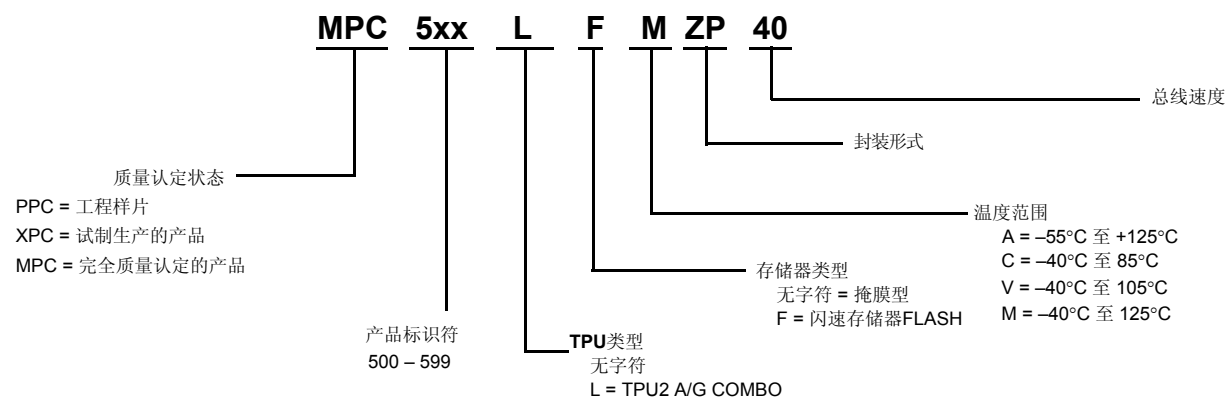 MPC 5xx L F M ZP 40
总线速度
封装形式
质量认定状态
PPC = 工程样片
XPC = 试制生产的产品
MPC = 完全质量认定的产品
温度范围
A = –55°C 至 +125°C
C = –40°C 至 85°C
V = –40°C 至 105°C
M = –40°C 至 125°C
存储器类型
无字符 = 掩膜型
F = 闪速存储器FLASH
产品标识符
500 – 599
TPU类型
无字符
L = TPU2 A/G COMBO